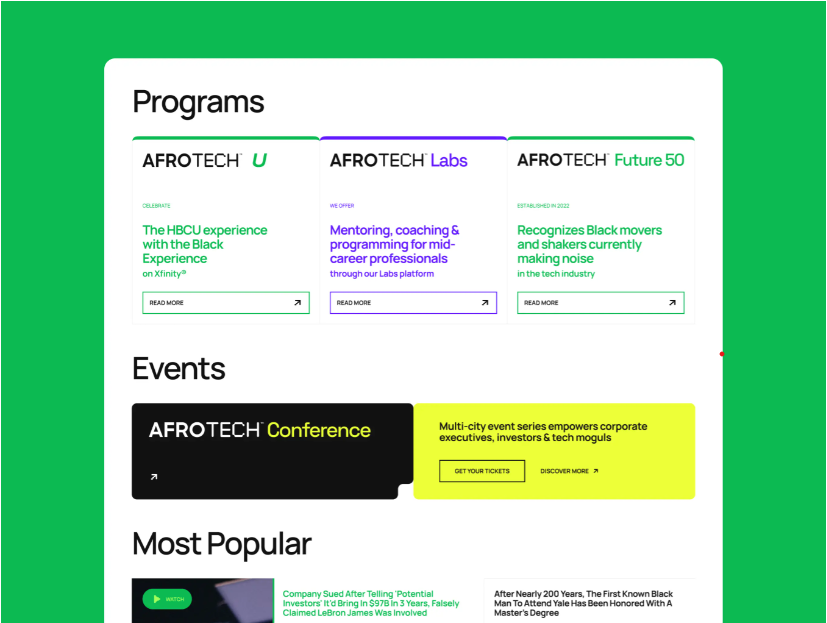 Programs
AFROTECH™ U
CELEBRATE
The HBCU experience
with the Black
Experience
on Xfinity®
READ MORE
AFROTECH™ Labs
WE OFFER
Mentoring, coaching &
programming for mid-
career professionals
through our Labs platform
READ MORE
AFROTECH™ Future 50
ESTABLISHED IN 2022
Recognizes Black movers
and shakers currently
making noise
in the tech industry
READ MORE
Events
AFROTECH™ Conference
Multi-city event series empowers corporate
executives, investors & tech moguls
GET YOUR TICKETS
DISCOVER MORE
Most Popular
WATCH
Company Sued After Telling 'Potential
Investors' It'd Bring In $97B In 3 Years, Falsely
Claimed LeBron James Was Involved
After Nearly 200 Years, The First Known Black
Man To Attend Yale Has Been Honored With A
Master's Degree